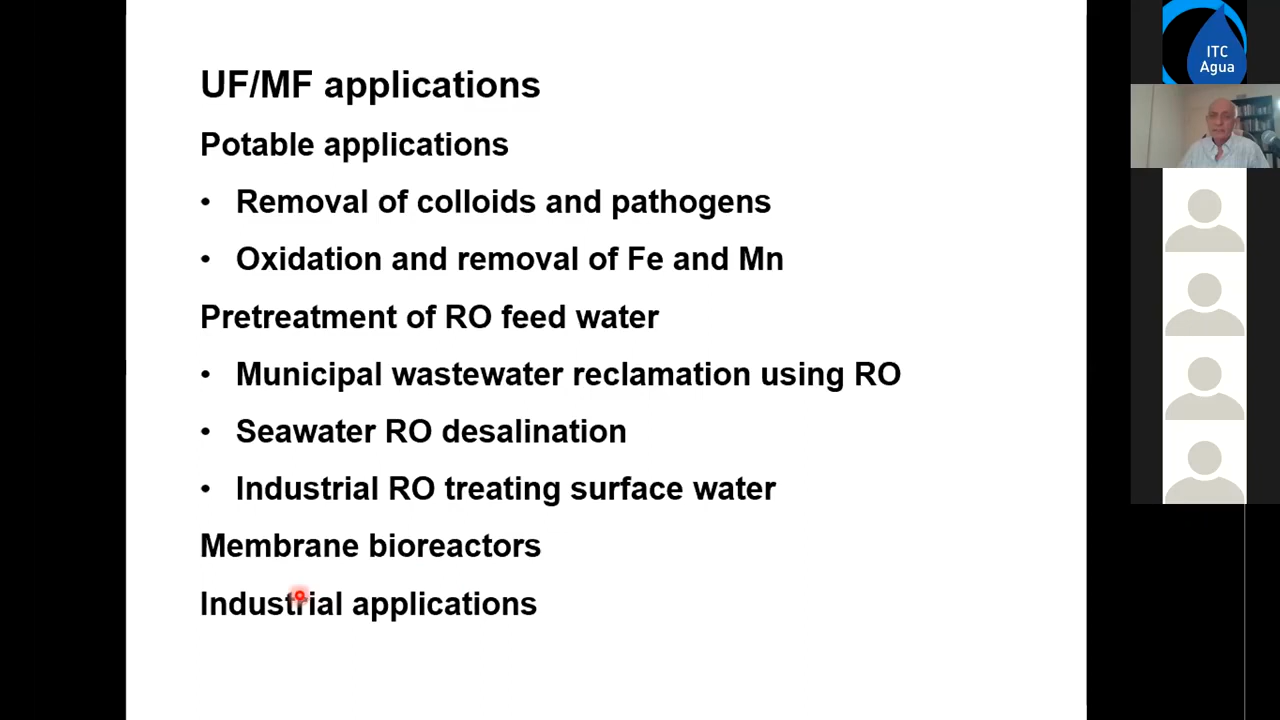 UF/MF applications
Potable applications
• Removal of colloids and pathogens
• Oxidation and removal of Fe and Mn
Pretreatment of RO feed water
• Municipal wastewater reclamation using RO
• Seawater RO desalination
• Industrial RO treating surface water
Membrane bioreactors
Industrial applications
ITC
Agua